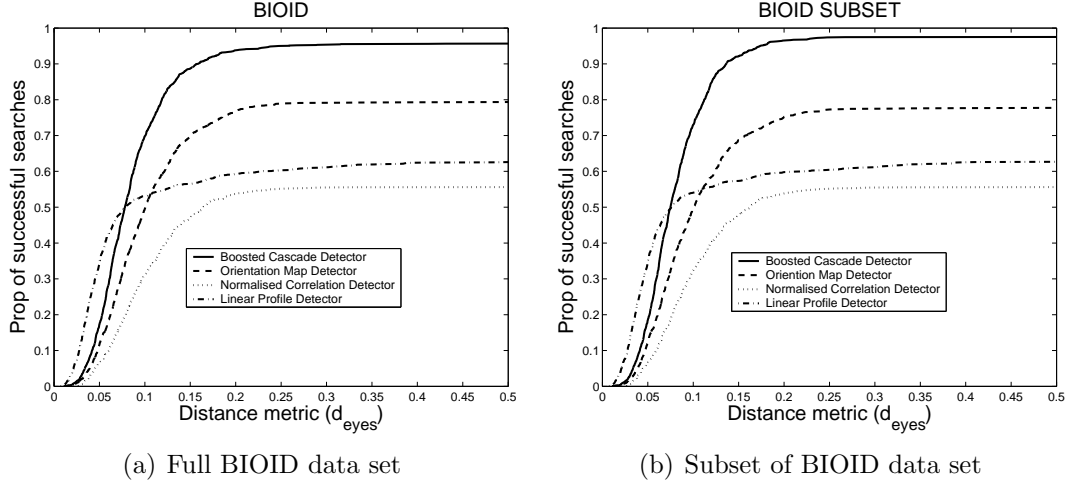 BIOID
Prop of successful searches
1
0.9
0.8
0.7
0.6
0.5
0.4
0.3
0.2
0.1
0
Boosted Cascade Detector
Orientation Map Detector
Normalised Correlation Detector
Linear Profile Detector
0 0.05 0.1 0.15 0.2 0.25 0.3 0.35 0.4 0.45 0.5
Distance metric (d_eyes)
(a) Full BIOID data set
BIOID SUBSET
Prop of successful searches
1
0.9
0.8
0.7
0.6
0.5
0.4
0.3
0.2
0.1
0
Boosted Cascade Detector
Oriention Map Detector
Normalised Correlation Detector
Linear Profile Detector
0 0.05 0.1 0.15 0.2 0.25 0.3 0.35 0.4 0.45 0.5
Distance metric (d_eyes)
(b) Subset of BIOID data set